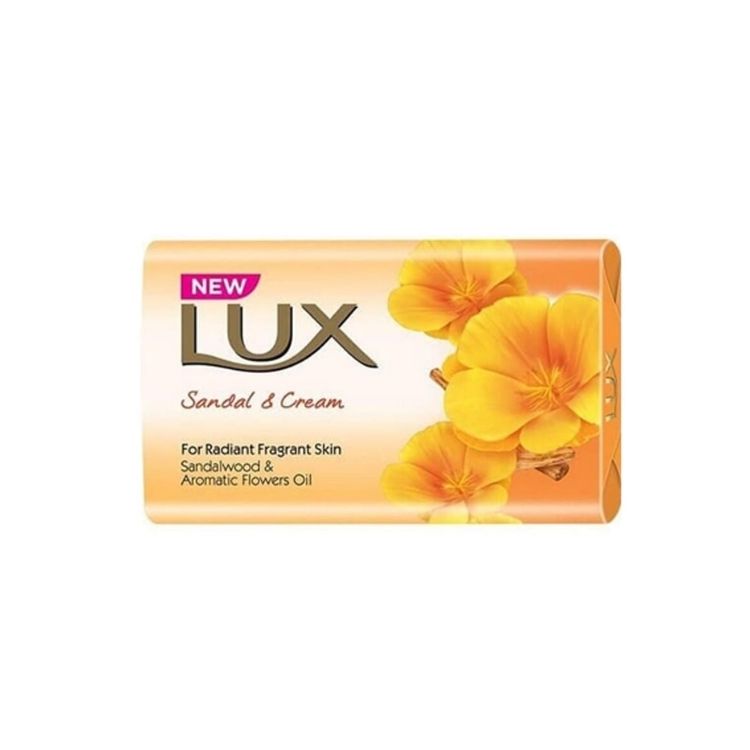 NEW
LUX
Sandal & Cream
For Radiant Fragrant Skin
Sandalwood &
Aromatic Flowers Oil
LUX